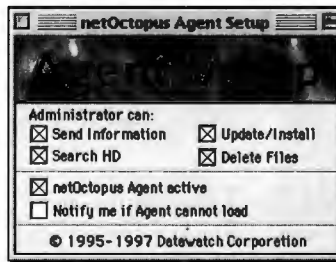 netOctopus Agent Setup
Administrator can:
Send Information
Update/Install
Search HD
Delete Files
netOctopus Agent active
Notify me if Agent cannot load
© 1995-1997 Datawatch Corporation